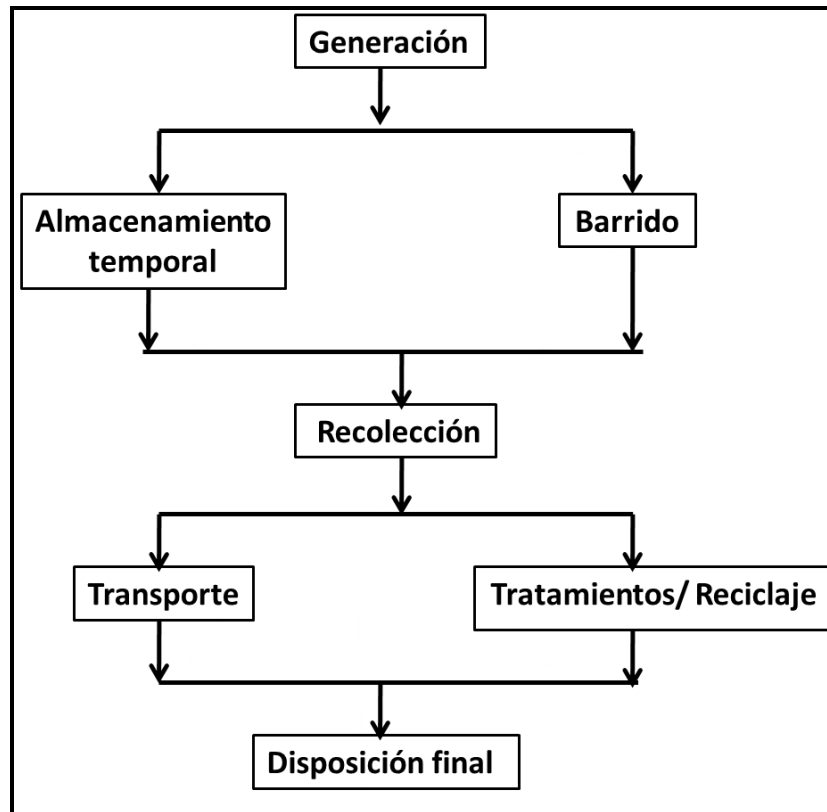 Generación
Almacenamiento
temporal
Barrido
Recolección
Transporte
Tratamientos/ Reciclaje
Disposición final